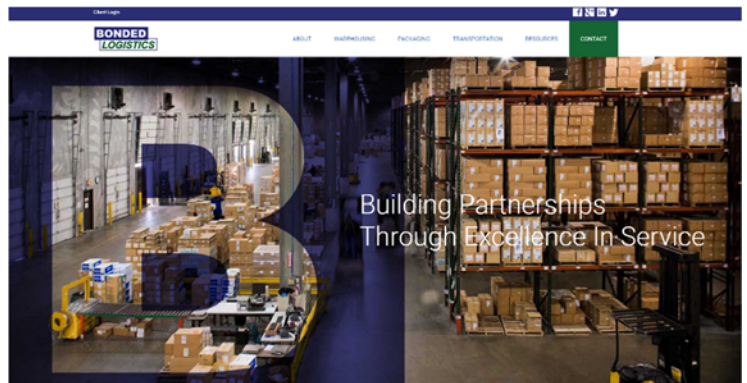 Client Login
BONDED
LOGISTICS
ABOUT WAREHOUSING PACKAGING TRANSPORTATION RESOURCES CONTACT
B
Building Partnerships
Through Excellence In Service